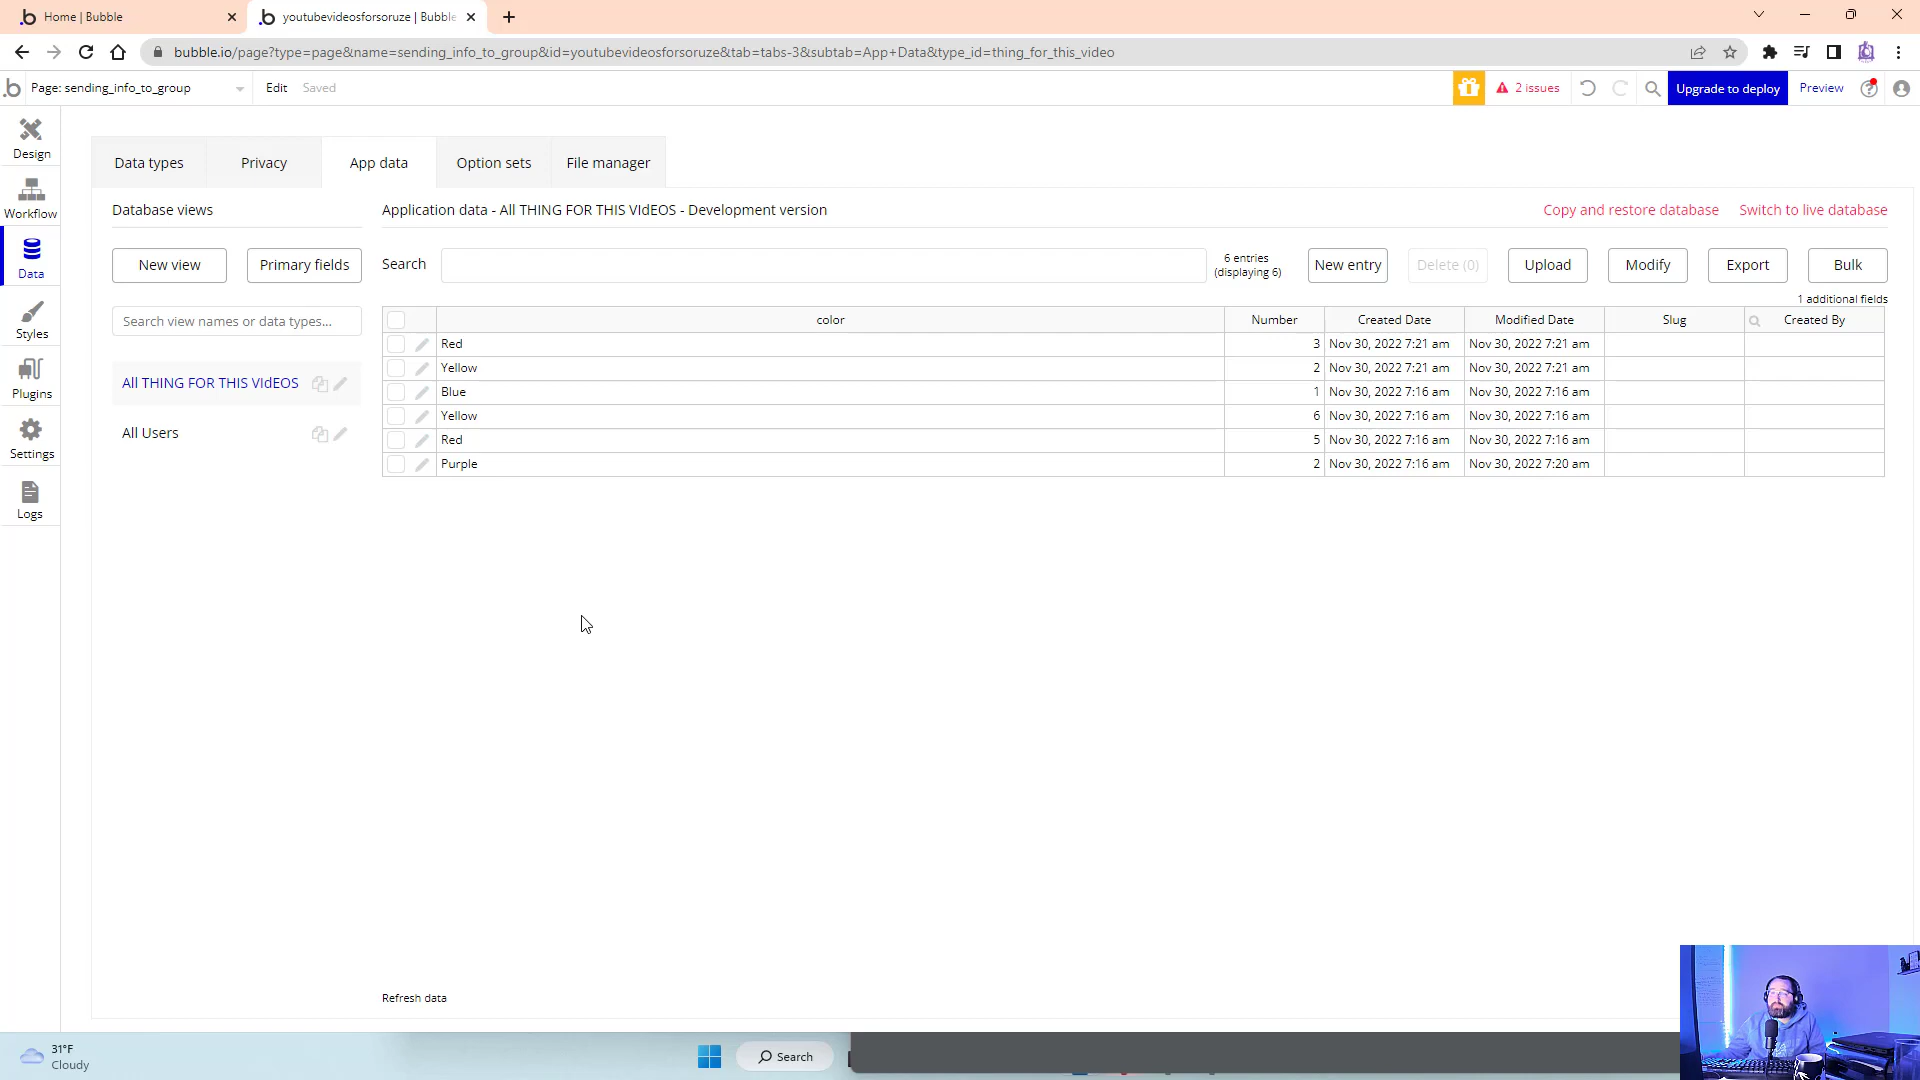 Home | Bubble
youtubevideosforsoruze | Bubble
bubble.io/page?type=page&name=sending_info_to_group&id=youtubevideosforsoruze&tab=tabs-3&subtab=App+Data&type_id=thing_for_this_video
Page: sending_info_to_group
Edit
Saved
2 issues
Upgrade to deploy
Preview
Design
Workflow
Data
Styles
Plugins
Settings
Logs
Data types
Privacy
App data
Option sets
File manager
Database views
Application data - All THING FOR THIS VIdEOS - Development version
Copy and restore database
Switch to live database
New view
Primary fields
Search
6 entries
(displaying 6)
New entry
Delete (0)
Upload
Modify
Export
Bulk
1 additional fields
Search view names or data types...
All THING FOR THIS VIdEOS
All Users
color Number Created Date Modified Date Slug Created By
Red 3 Nov 30, 2022 7:21 am Nov 30, 2022 7:21 am
Yellow 2 Nov 30, 2022 7:21 am Nov 30, 2022 7:21 am
Blue 1 Nov 30, 2022 7:16 am Nov 30, 2022 7:16 am
Yellow 6 Nov 30, 2022 7:16 am Nov 30, 2022 7:16 am
Red 5 Nov 30, 2022 7:16 am Nov 30, 2022 7:16 am
Purple 2 Nov 30, 2022 7:16 am Nov 30, 2022 7:20 am
Refresh data
31°F
Cloudy
Search